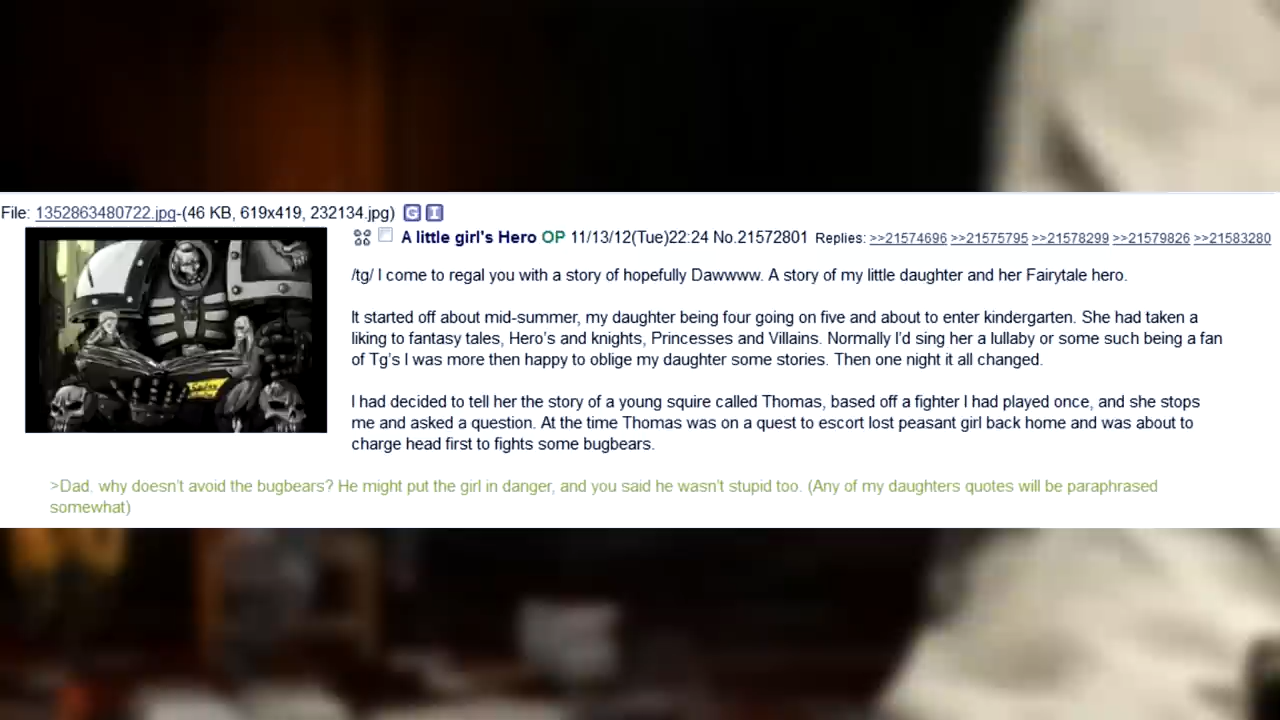 File: 1352863480722.jpg-(46 KB, 619x419, 232134.jpg) G I
A little girl's Hero OP 11/13/12(Tue)22:24 No.21572801 Replies: >>21574696 >>21575795 >>21578299 >>21579826 >>21583280
/tg/ I come to regal you with a story of hopefully Dawwww. A story of my little daughter and her Fairytale hero.
It started off about mid-summer, my daughter being four going on five and about to enter kindergarten. She had taken a
liking to fantasy tales, Hero's and knights, Princesses and Villains. Normally I'd sing her a lullaby or some such being a fan
of Tg's I was more then happy to oblige my daughter some stories. Then one night it all changed.
I had decided to tell her the story of a young squire called Thomas, based off a fighter I had played once, and she stops
me and asked a question. At the time Thomas was on a quest to escort lost peasant girl back home and was about to
charge head first to fights some bugbears.
>Dad. why doesn't avoid the bugbears? He might put the girl in danger, and you said he wasn't stupid too. (Any of my daughters quotes will be paraphrased
somewhat)